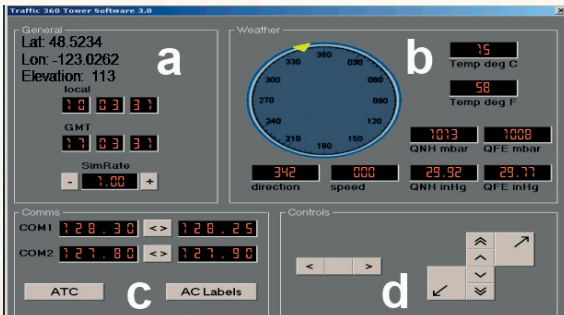 Traffic 360 Tower Software 3.0
General
Lat: 48.5234
Lon: -123.0262
Elevation: 113
a
local
10 03 31
GMT
17 03 31
SimRate
- 1.00 +
Weather
b
360 030 060 090 120 190 210 240 270 300 330
15
Temp deg C
58
Temp deg F
1013 1008
QNH mbar QFE mbar
342 000 29.92 29.77
direction speed QNH inHg QFE inHg
Comms
COM1 128.30 <> 128.25
COM2 127.80 <> 127.90
ATC AC Labels
c
Controls
< >
d